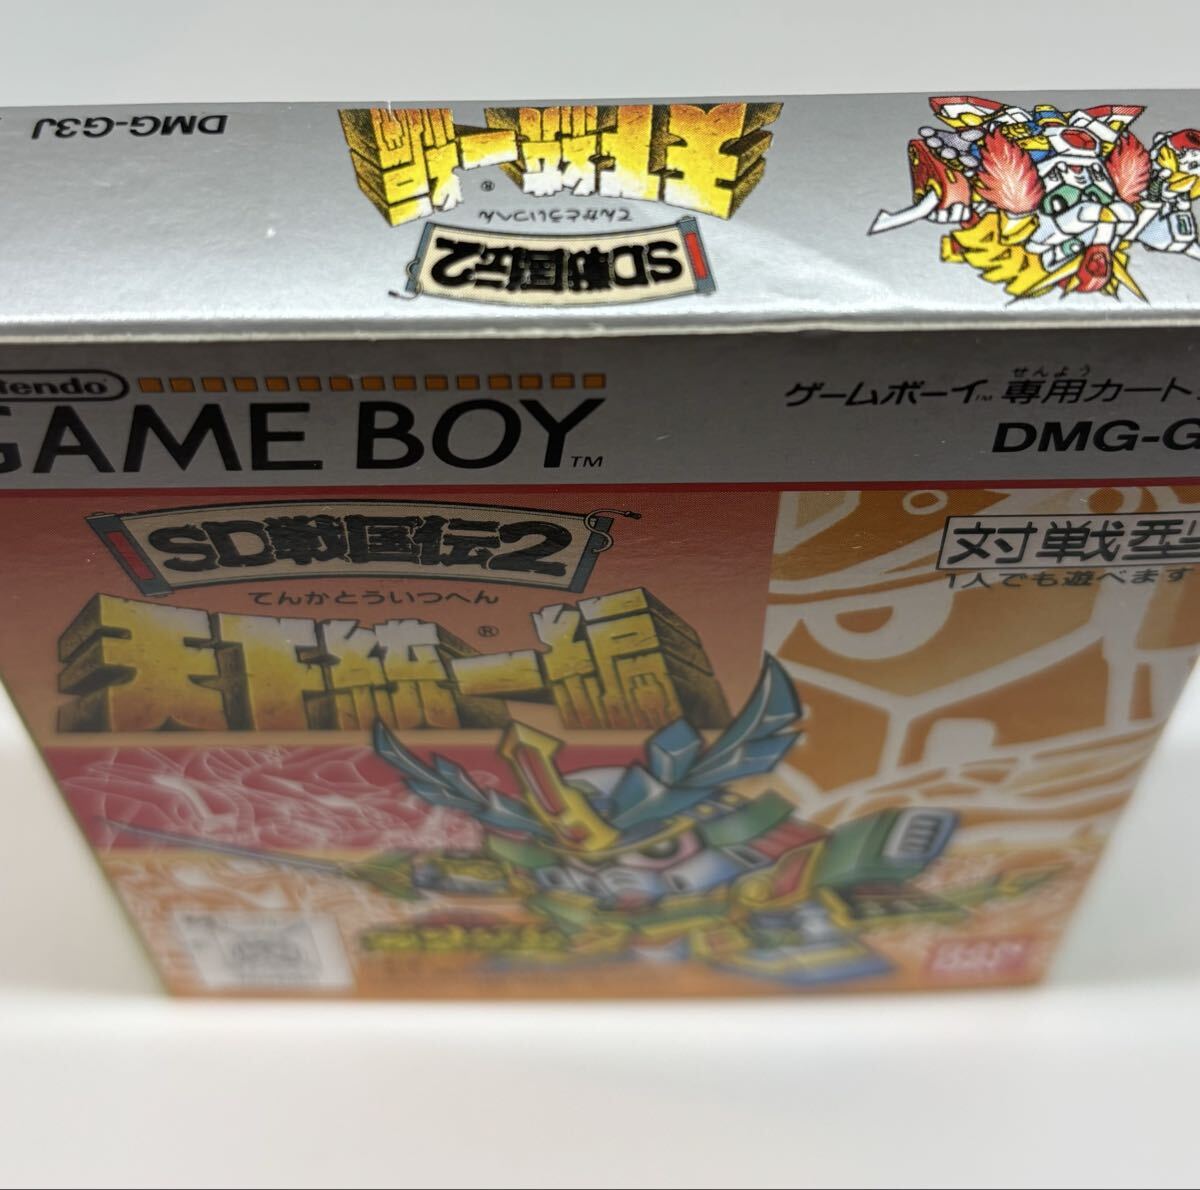 DMG-G3J
天下統一編
®
てんかとういつへん
SD戦国伝2
GAME BOY™
ゲームボーイ™専用カート
せんよう
DMG-G
SD戦国伝2
てんかとういつへん
天下統一編
®
対戦型
1人でも遊べます